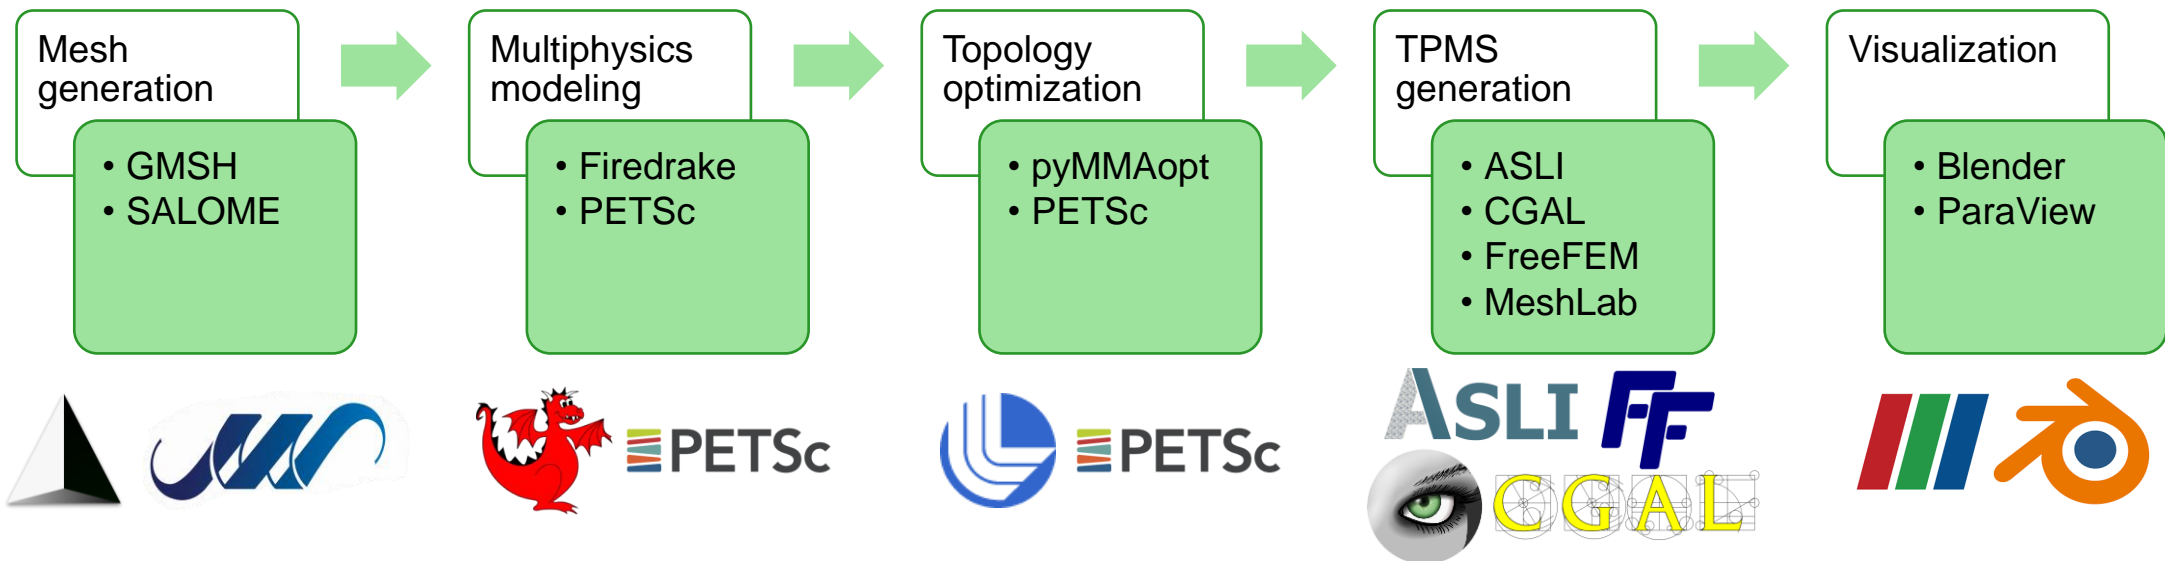 Mesh
generation
• GMSH
• SALOME
Multiphysics
modeling
• Firedrake
• PETSc
Topology
optimization
• pyMMAopt
• PETSc
TPMS
generation
• ASLI
• CGAL
• FreeFEM
• MeshLab
Visualization
• Blender
• ParaView
PETSc
PETSc
ASLI
FF
CGAL